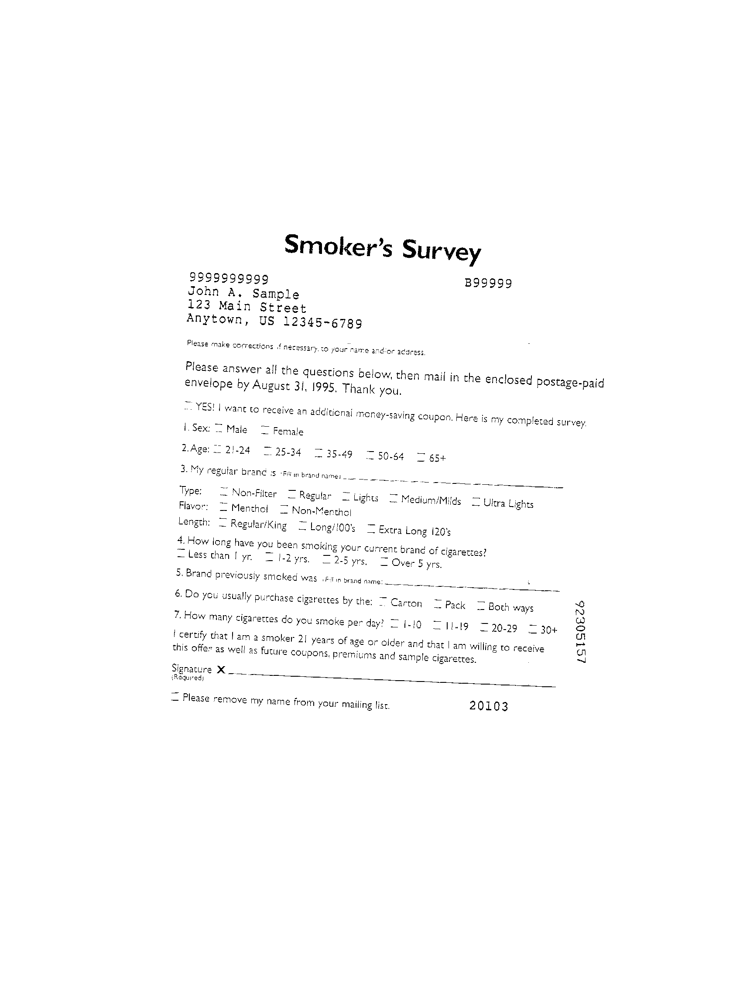 Smoker's Survey
9999999999 B99999
John A. Sample
123 Main Street
Anytown, US 12345-6789
Please make corrections if necessary, to your name and/or address.
Please answer all the questions below, then mail in the enclosed postage-paid
envelope by August 31, 1995. Thank you.
YES! I want to receive an additional money-saving coupon. Here is my completed survey.
1. Sex: Male Female
2. Age: 21-24 25-34 35-49 50-64 65+
3. My regular brand is (Fill in brand name)
Type: Non-Filter Regular Lights Medium/Milds Ultra Lights
Flavor: Menthol Non-Menthol
Length: Regular/King Long/100's Extra Long 120's
4. How long have you been smoking your current brand of cigarettes?
Less than 1 yr. 1-2 yrs. 2-5 yrs. Over 5 yrs.
5. Brand previously smoked was (Fill in brand name)
6. Do you usually purchase cigarettes by the: Carton Pack Both ways
7. How many cigarettes do you smoke per day? 1-10 11-19 20-29 30+
I certify that I am a smoker 21 years of age or older and that I am willing to receive
this offer as well as future coupons, premiums and sample cigarettes.
Signature X
(Required)
Please remove my name from your mailing list. 20103
92305157